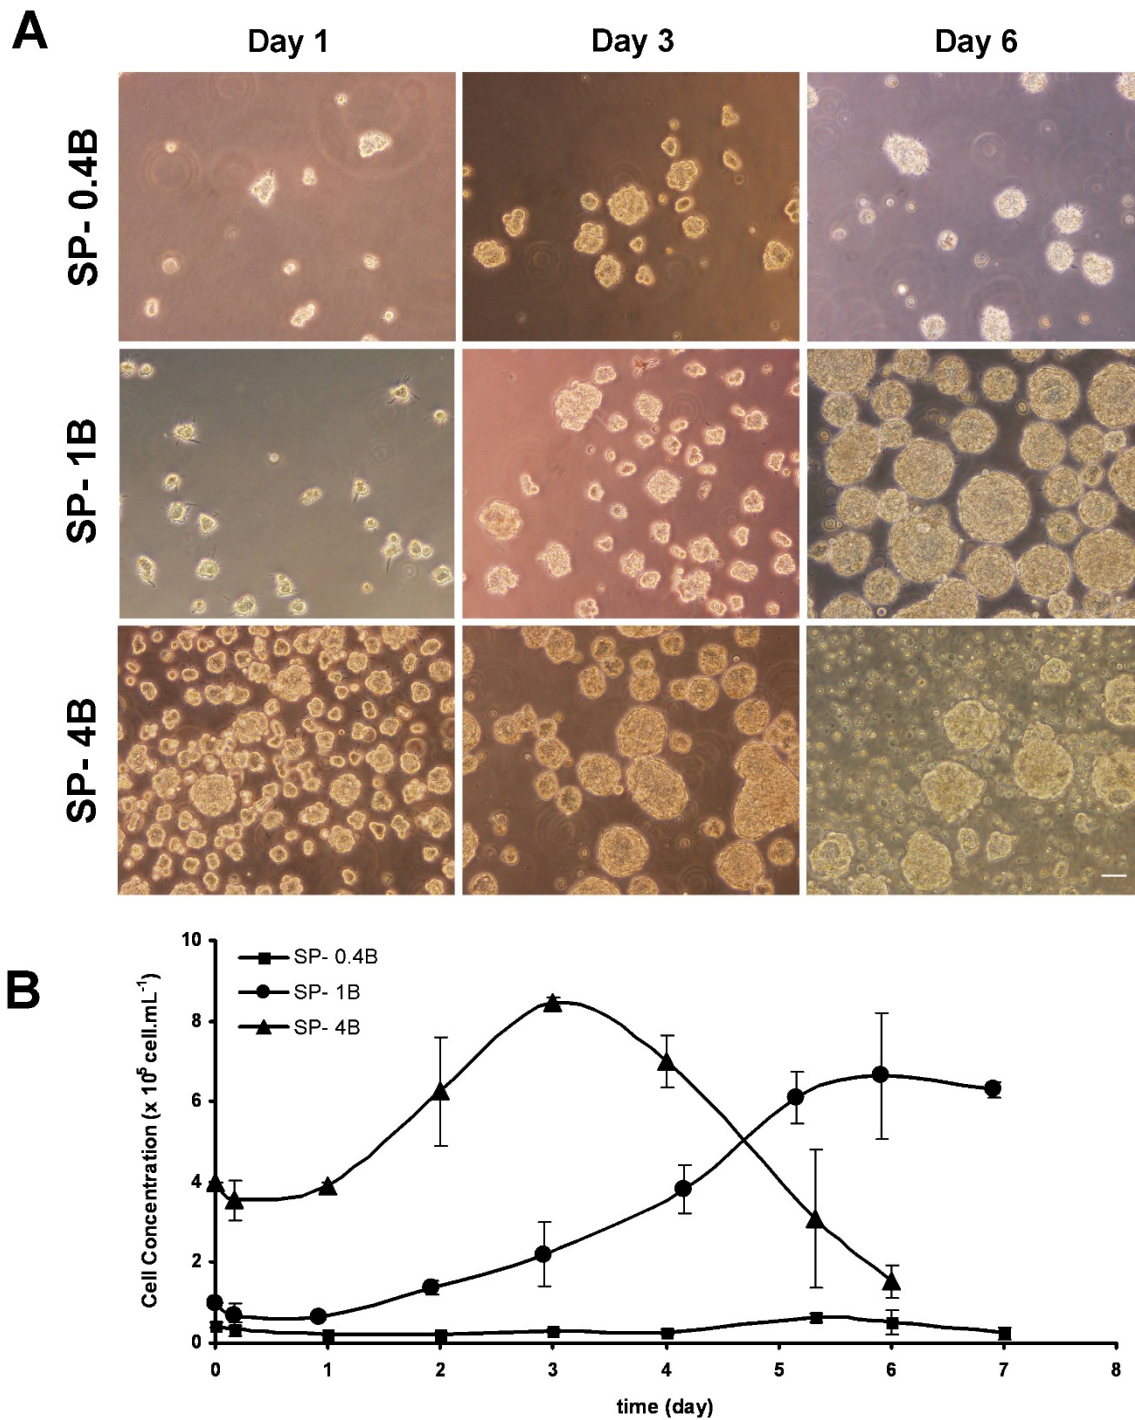 A
Day 1
Day 3
Day 6
SP- 0.4B
SP- 1B
SP- 4B
B
10
8
6
4
2
0
Cell Concentration (x 10⁵ cell.mL⁻¹)
SP- 0.4B
SP- 1B
SP- 4B
0 1 2 3 4 5 6 7 8
time (day)